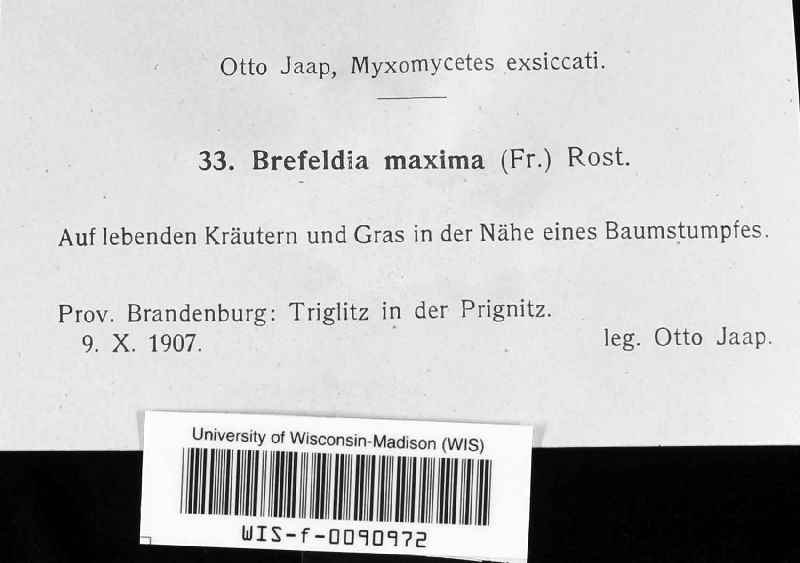 Otto Jaap, Myxomycetes exsiccati.
33. Brefeldia maxima (Fr.) Rost.
Auf lebenden Kräutern und Gras in der Nähe eines Baumstumpfes.
Prov. Brandenburg: Triglitz in der Prignitz.
9. X. 1907. leg. Otto Jaap.
University of Wisconsin-Madison (WIS)
WIS-f-0090972